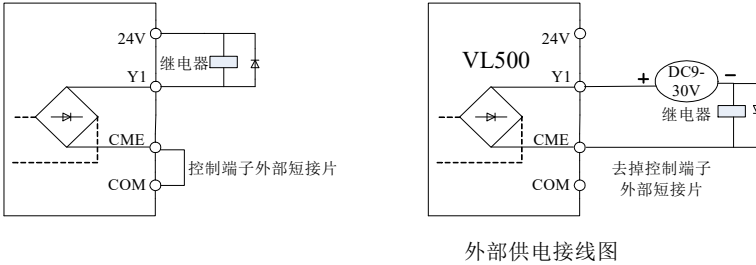 24V
继电器
Y1
CME
控制端子外部短接片
COM
24V
VL500
Y1
+
DC9-
30V
−
继电器
CME
去掉控制端子
外部短接片
COM
外部供电接线图